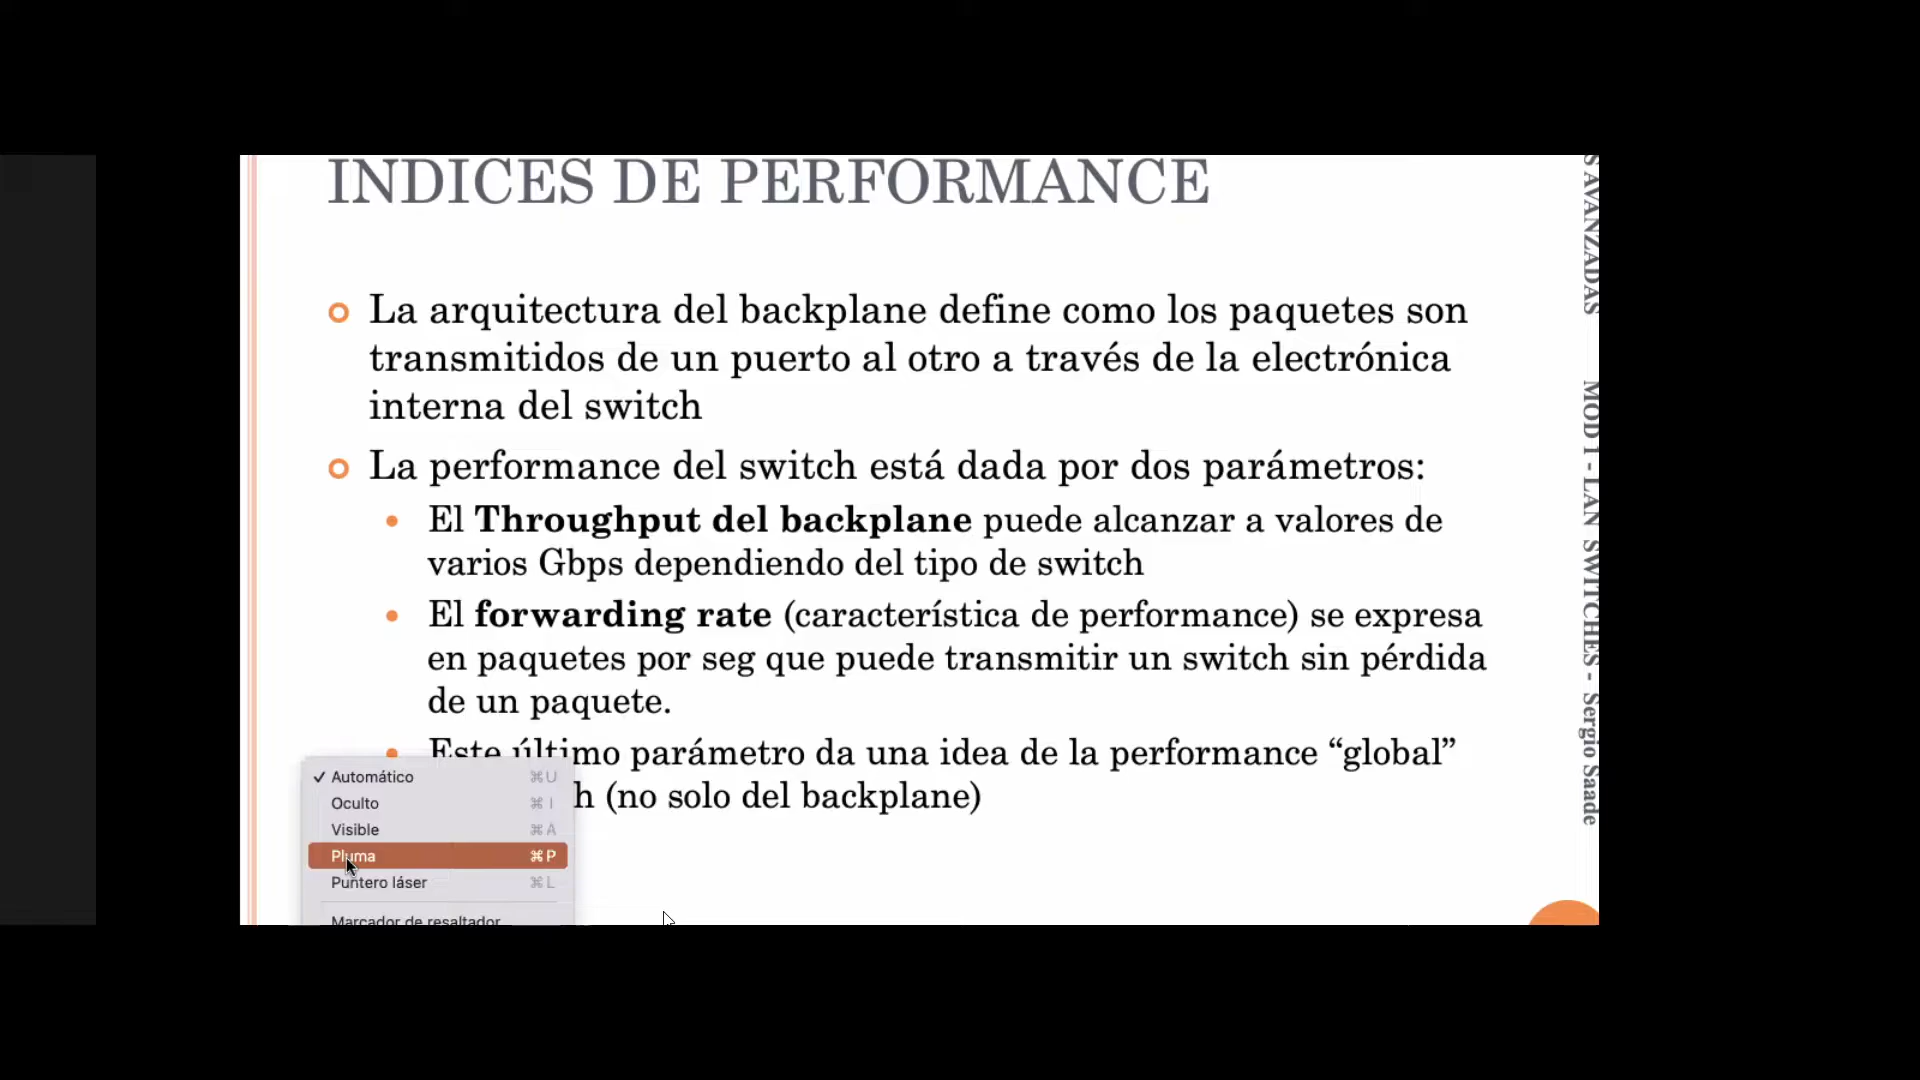 INDICES DE PERFORMANCE
La arquitectura del backplane define como los paquetes son
transmitidos de un puerto al otro a través de la electrónica
interna del switch
La performance del switch está dada por dos parámetros:
El Throughput del backplane puede alcanzar a valores de
varios Gbps dependiendo del tipo de switch
El forwarding rate (característica de performance) se expresa
en paquetes por seg que puede transmitir un switch sin pérdida
de un paquete.
Este último parámetro da una idea de la performance “global”
h (no solo del backplane)
✓ Automático ⌘U
Oculto ⌘I
Visible ⌘A
Pluma ⌘P
Puntero láser ⌘L
Marcador de resaltador
S AVANZADAS MOD 1 - LAN SWITCHES - Sergio Saade